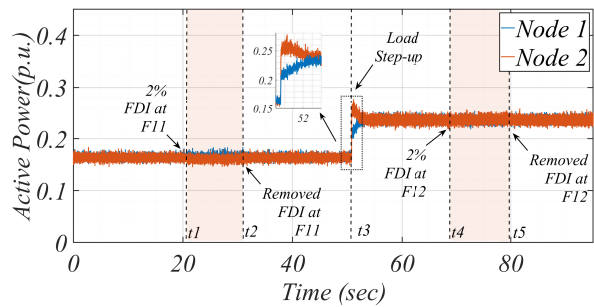 Active Power(p.u.)
0.4
0.3
0.2
0.1
0
0
20
40
60
80
Time (sec)
Node 1
Node 2
0.25
0.2
0.15
52
Load
Step-up
2%
FDI at
F11
Removed
FDI at
F11
2%
FDI at
F12
Removed
FDI at
F12
t1
t2
t3
t4
t5